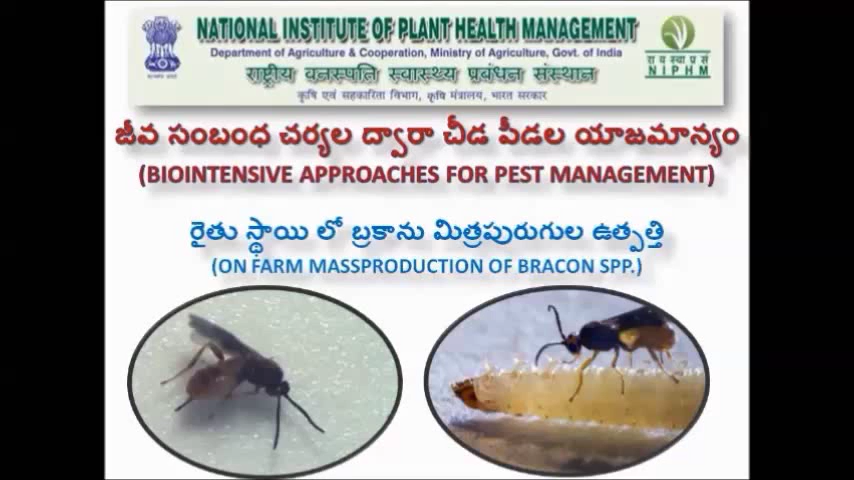 NATIONAL INSTITUTE OF PLANT HEALTH MANAGEMENT
Department of Agriculture & Cooperation, Ministry of Agriculture, Govt. of India
राष्ट्रीय वनस्पति स्वास्थ्य प्रबंधन संस्थान
कृषि एवं सहकारिता विभाग, कृषि मंत्रालय, भारत सरकार
रा व स्वा प्र सं
NIPHM
జీవ సంబంధ చర్యల ద్వారా చీడ పీడల యాజమాన్యం
(BIOINTENSIVE APPROACHES FOR PEST MANAGEMENT)
రైతు స్థాయి లో బ్రకాను మిత్రపురుగుల ఉత్పత్తి
(ON FARM MASSPRODUCTION OF BRACON SPP.)